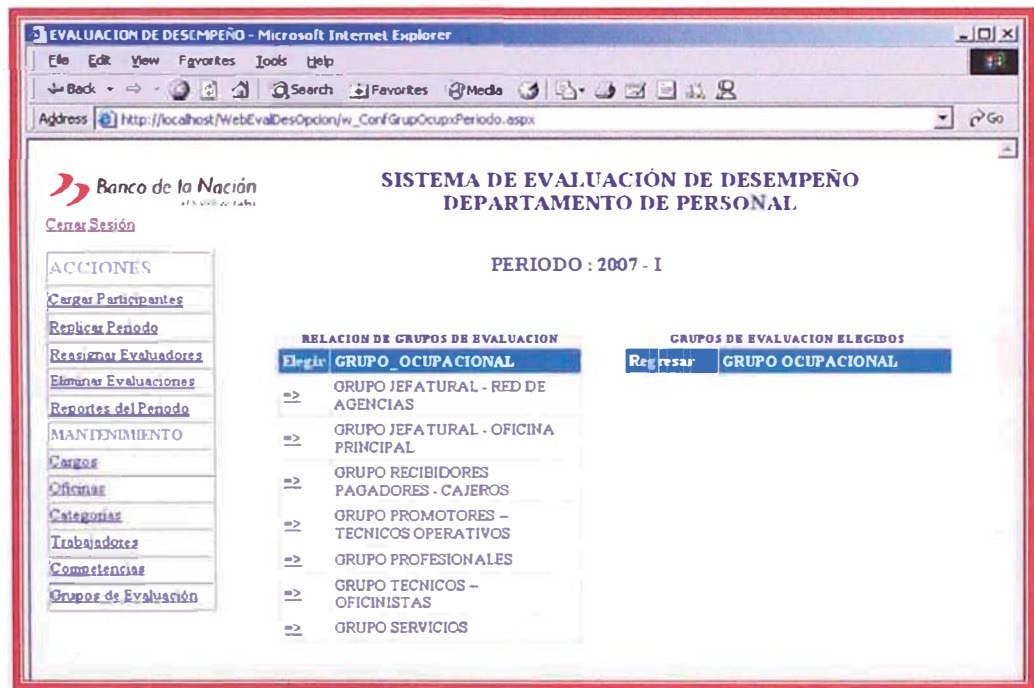 EVALUACION DE DESEMPEÑO - Microsoft Internet Explorer
File Edit View Favorites Tools Help
Back Search Favorites Media
Address http://localhost/WebEvalDesOpcion/w_ConfGrupOcupxPeriodo.aspx Go
Banco de la Nación
SISTEMA DE EVALUACIÓN DE DESEMPEÑO
DEPARTAMENTO DE PERSONAL
Cerrar Sesión
PERIODO : 2007 - I
ACCIONES
Cargar Participantes
Replicar Periodo
Reasignar Evaluadores
Eliminar Evaluaciones
Reportes del Periodo
MANTENIMIENTO
Cargos
Oficinas
Categorias
Trabajadores
Competencias
Grupos de Evaluación
RELACION DE GRUPOS DE EVALUACION
Elegir GRUPO_OCUPACIONAL
=> GRUPO JEFATURAL - RED DE
AGENCIAS
=> GRUPO JEFATURAL - OFICINA
PRINCIPAL
=> GRUPO RECIBIDORES
PAGADORES - CAJEROS
=> GRUPO PROMOTORES –
TECNICOS OPERATIVOS
=> GRUPO PROFESIONALES
=> GRUPO TECNICOS –
OFICINISTAS
=> GRUPO SERVICIOS
GRUPOS DE EVALUACION ELEGIDOS
Regresar GRUPO OCUPACIONAL